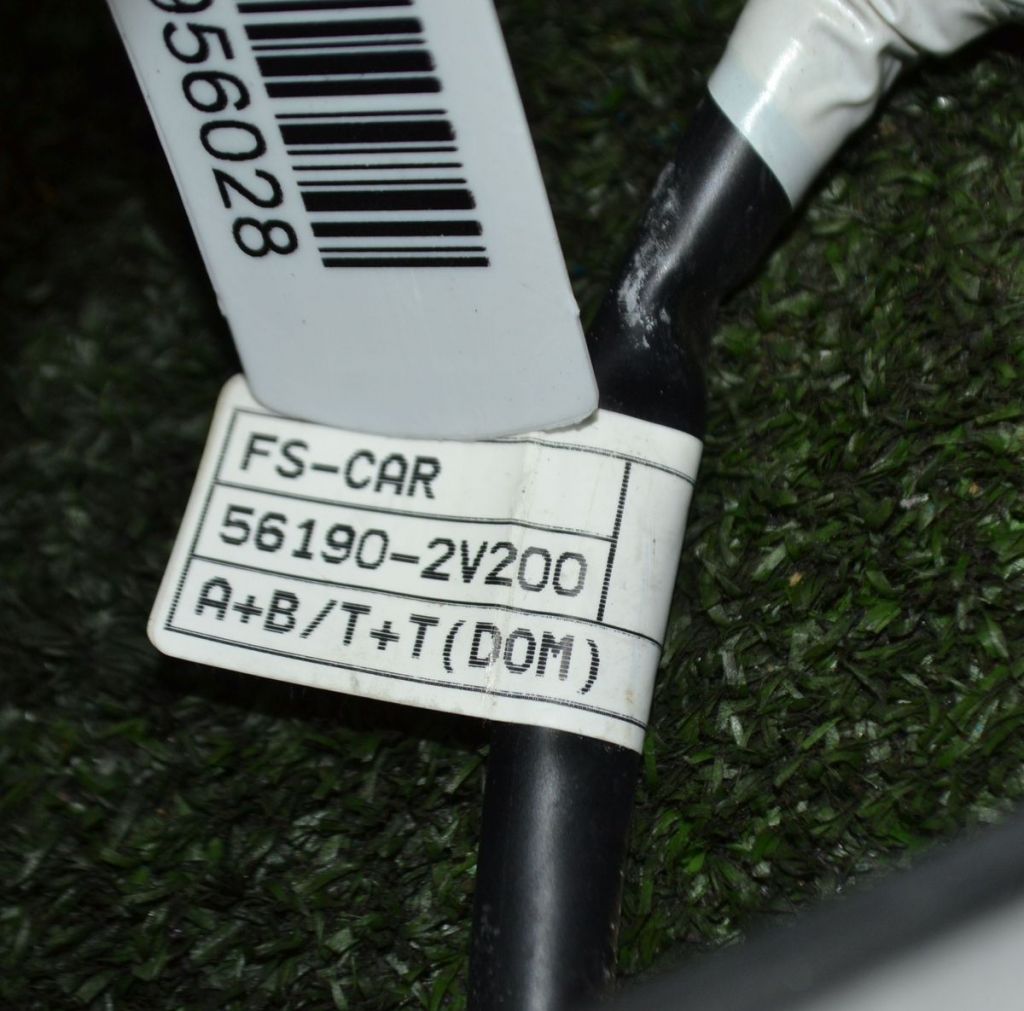 956028
FS-CAR
56190-2V200
A+B/T+T(DOM)